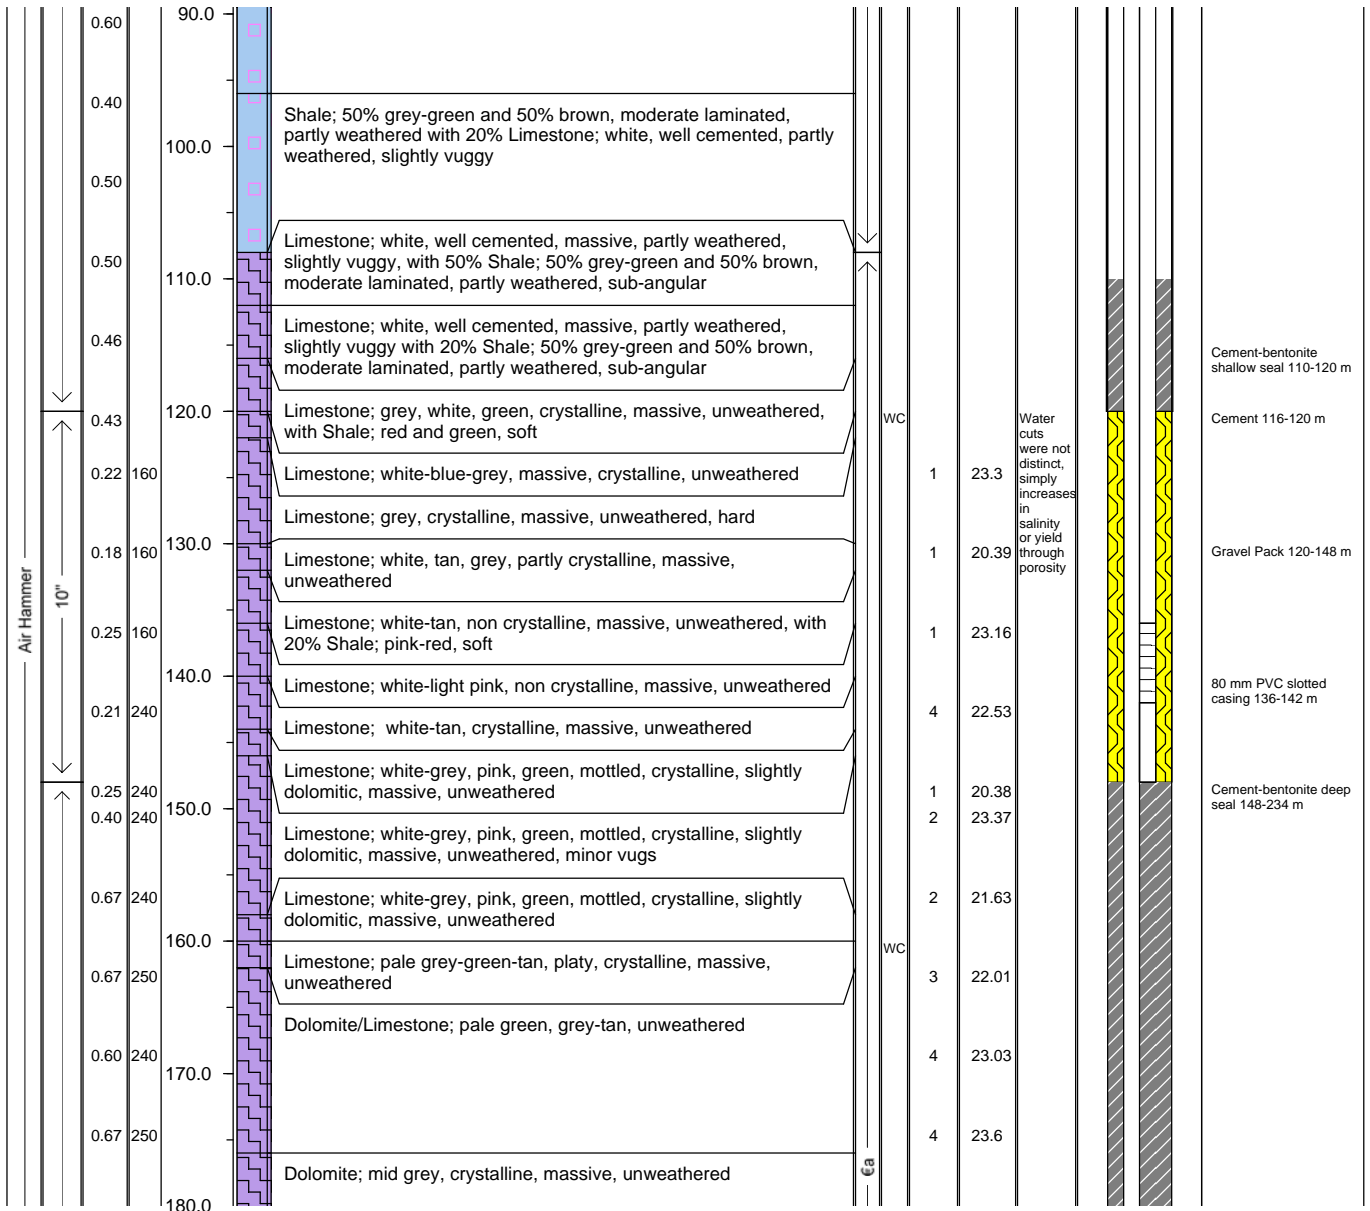 90.0
0.60
0.40
Shale; 50% grey-green and 50% brown, moderate laminated,
partly weathered with 20% Limestone; white, well cemented, partly
weathered, slightly vuggy
100.0
0.50
Limestone; white, well cemented, massive, partly weathered,
slightly vuggy, with 50% Shale; 50% grey-green and 50% brown,
moderate laminated, partly weathered, sub-angular
0.50
110.0
Limestone; white, well cemented, massive, partly weathered,
slightly vuggy with 20% Shale; 50% grey-green and 50% brown,
moderate laminated, partly weathered, sub-angular
0.46
Cement-bentonite
shallow seal 110-120 m
120.0
Limestone; grey, white, green, crystalline, massive, unweathered,
with Shale; red and green, soft
0.43
WC
Water
cuts
were not
distinct,
simply
increases
in
salinity
or yield
through
porosity
Cement 116-120 m
0.22 160
Limestone; white-blue-grey, massive, crystalline, unweathered
1 23.3
Limestone; grey, crystalline, massive, unweathered, hard
130.0
0.18 160
Limestone; white, tan, grey, partly crystalline, massive,
unweathered
1 20.39
Gravel Pack 120-148 m
Air Hammer
10"
0.25 160
Limestone; white-tan, non crystalline, massive, unweathered, with
20% Shale; pink-red, soft
1 23.16
140.0
Limestone; white-light pink, non crystalline, massive, unweathered
80 mm PVC slotted
casing 136-142 m
0.21 240
4 22.53
Limestone; white-tan, crystalline, massive, unweathered
Limestone; white-grey, pink, green, mottled, crystalline, slightly
dolomitic, massive, unweathered
0.25 240
1 20.38
Cement-bentonite deep
seal 148-234 m
150.0
0.40 240
2 23.37
Limestone; white-grey, pink, green, mottled, crystalline, slightly
dolomitic, massive, unweathered, minor vugs
0.67 240
Limestone; white-grey, pink, green, mottled, crystalline, slightly
dolomitic, massive, unweathered
2 21.63
160.0
WC
Limestone; pale grey-green-tan, platy, crystalline, massive,
unweathered
0.67 250
3 22.01
Dolomite/Limestone; pale green, grey-tan, unweathered
0.60 240
4 23.03
170.0
0.67 250
4 23.6
€a
Dolomite; mid grey, crystalline, massive, unweathered
180.0